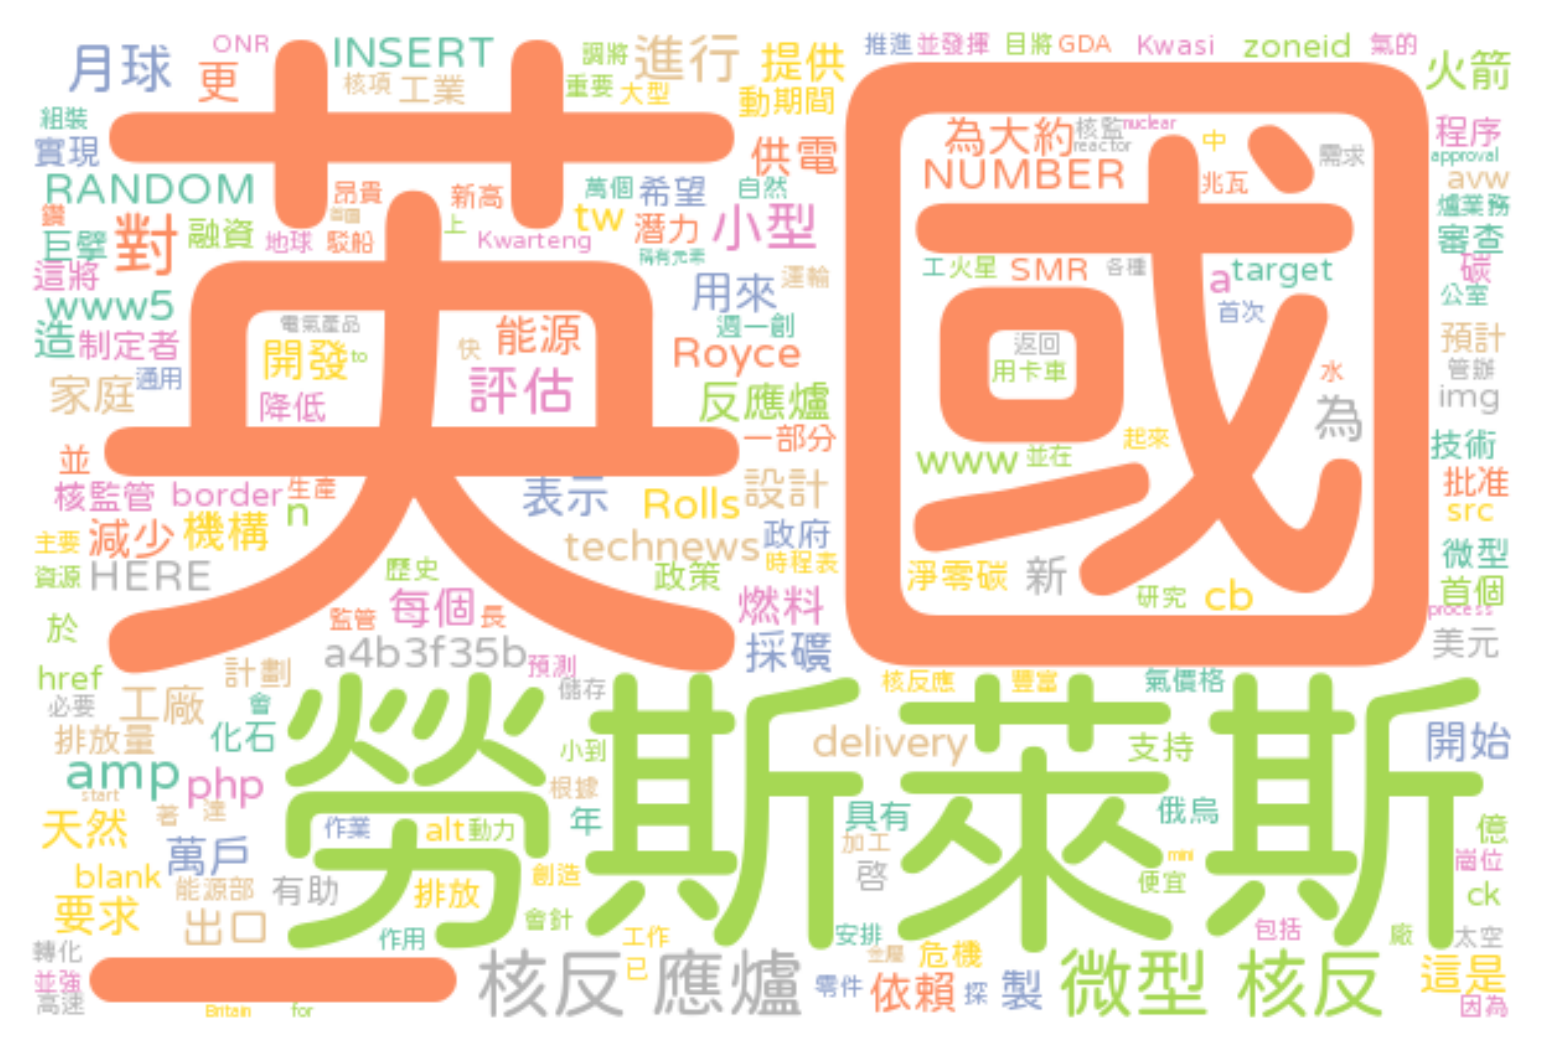 月球 ONR 更 INSERT 核項 工業 調將 進行 提供 重要 大型 動期間
推進 並發揮 目將 GDA Kwasi zoneid 氣的 火箭
英國
組裝 實現 RANDOM 昂貴 新高 萬個 希望 自然 供電
為大約 核監 nuclear reactor 中 需求 程序 approval
NUMBER 兆瓦 avw 爐業務
巨擘 對 融資 地球 駁船 上 Kwarteng tw 潛力 小型 稀有元素
審查 碳 公室
這將 www5 用來 運輸 週一創
工 火星 SMR 各種 a target 首次
造 制定者 電氣產品 開發 to 快 能源 Royce
返回 用卡車 水 預計 管辦 img
家庭 通用 降低 評估 反應爐 一部分
為 技術 www 並在 起來
並 核監管 border 生產 n 表示 Rolls 設計
批准 src
主要 減少 機構 technews 政府 時程表
微型 首個 process
資源 HERE 歷史 政策 淨零碳 新 研究 cb
於 監管 每個 長 燃料 美元
a4b3f35b 預測 採礦
href 計劃 儲存 核反應 豐富 氣價格
必要 工廠 會
勞斯萊斯
排放量 化石 小到 delivery 支持 開始
amp php start 根據
天然 著 達 作業 alt 動力 年 具有 俄烏 億
萬戶 加工 mini 崗位
blank 能源部 有助 排放 創造 啓 便宜 ck
要求 出口 會針 作用 工作 安排 包括 廠 太空
轉化 並強 高速 一 核反 應爐 已 零件 金屬 危機 依賴 探 製 微型 核反 這是 因為
Britain for